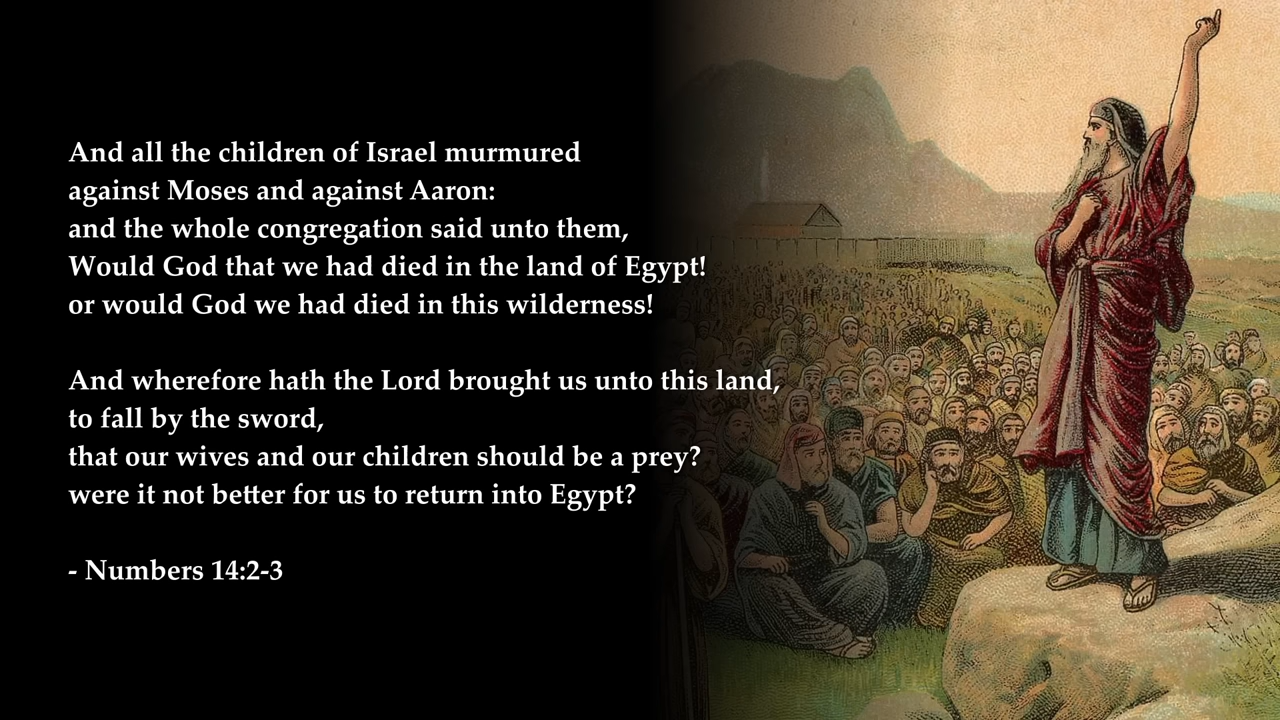 And all the children of Israel murmured
against Moses and against Aaron:
and the whole congregation said unto them,
Would God that we had died in the land of Egypt!
or would God we had died in this wilderness!
And wherefore hath the Lord brought us unto this land,
to fall by the sword,
that our wives and our children should be a prey?
were it not better for us to return into Egypt?
- Numbers 14:2-3